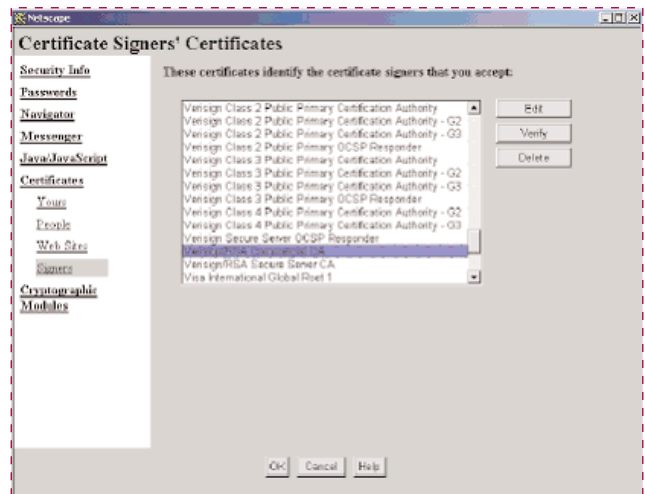 Netscape
Certificate Signers' Certificates
Security Info
Passwords
Navigator
Messenger
Java/JavaScript
Certificates
Yours
People
Web Sites
Signers
Cryptographic
Modules
These certificates identify the certificate signers that you accept:
Verisign Class 2 Public Primary Certification Authority
Verisign Class 2 Public Primary Certification Authority - G2
Verisign Class 2 Public Primary Certification Authority - G3
Verisign Class 2 Public Primary OCSP Responder
Verisign Class 3 Public Primary Certification Authority
Verisign Class 3 Public Primary Certification Authority - G2
Verisign Class 3 Public Primary Certification Authority - G3
Verisign Class 3 Public Primary OCSP Responder
Verisign Class 4 Public Primary Certification Authority - G2
Verisign Class 4 Public Primary Certification Authority - G3
Verisign Secure Server OCSP Responder
Verisign/RSA Commercial CA
Verisign/RSA Secure Server CA
Visa International Global Root 1
Edit
Verify
Delete
OK
Cancel
Help